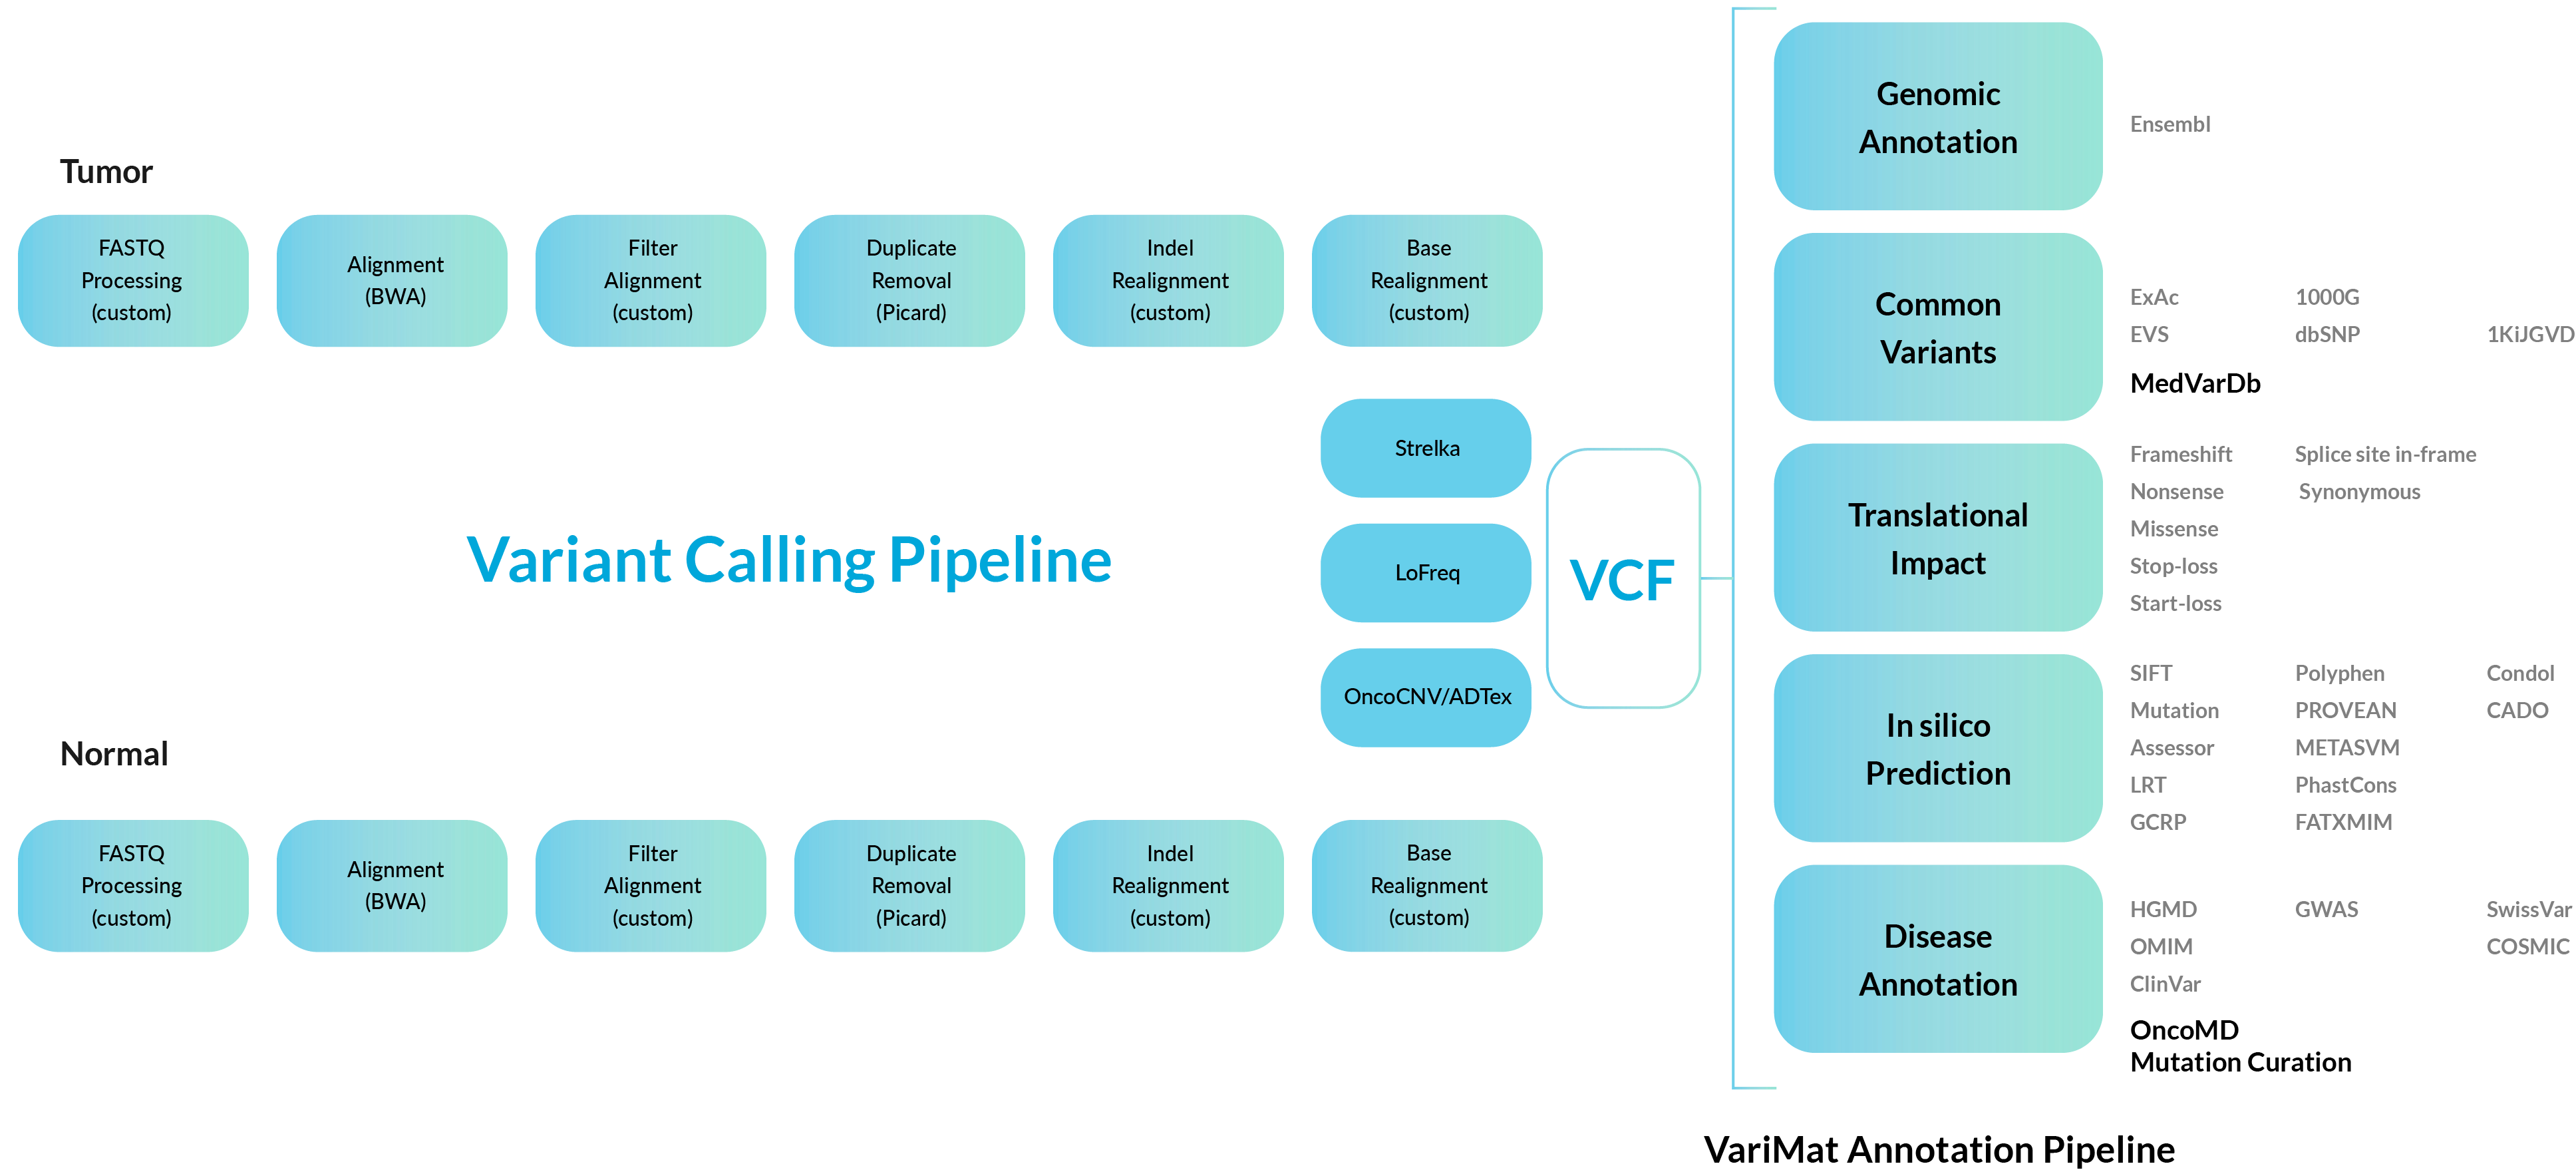 Tumor
FASTQ
Processing
(custom)
Alignment
(BWA)
Filter
Alignment
(custom)
Duplicate
Removal
(Picard)
Indel
Realignment
(custom)
Base
Realignment
(custom)
Variant Calling Pipeline
Strelka
LoFreq
OncoCNV/ADTex
VCF
Normal
FASTQ
Processing
(custom)
Alignment
(BWA)
Filter
Alignment
(custom)
Duplicate
Removal
(Picard)
Indel
Realignment
(custom)
Base
Realignment
(custom)
Genomic
Annotation
Ensembl
Common
Variants
ExAc 1000G
EVS dbSNP 1KiJGVD
MedVarDb
Translational
Impact
Frameshift Splice site in-frame
Nonsense Synonymous
Missense
Stop-loss
Start-loss
In silico
Prediction
SIFT Polyphen Condol
Mutation PROVEAN CADO
Assessor METASVM
LRT PhastCons
GCRP FATXMIM
Disease
Annotation
HGMD GWAS SwissVar
OMIM COSMIC
ClinVar
OncoMD
Mutation Curation
VariMat Annotation Pipeline